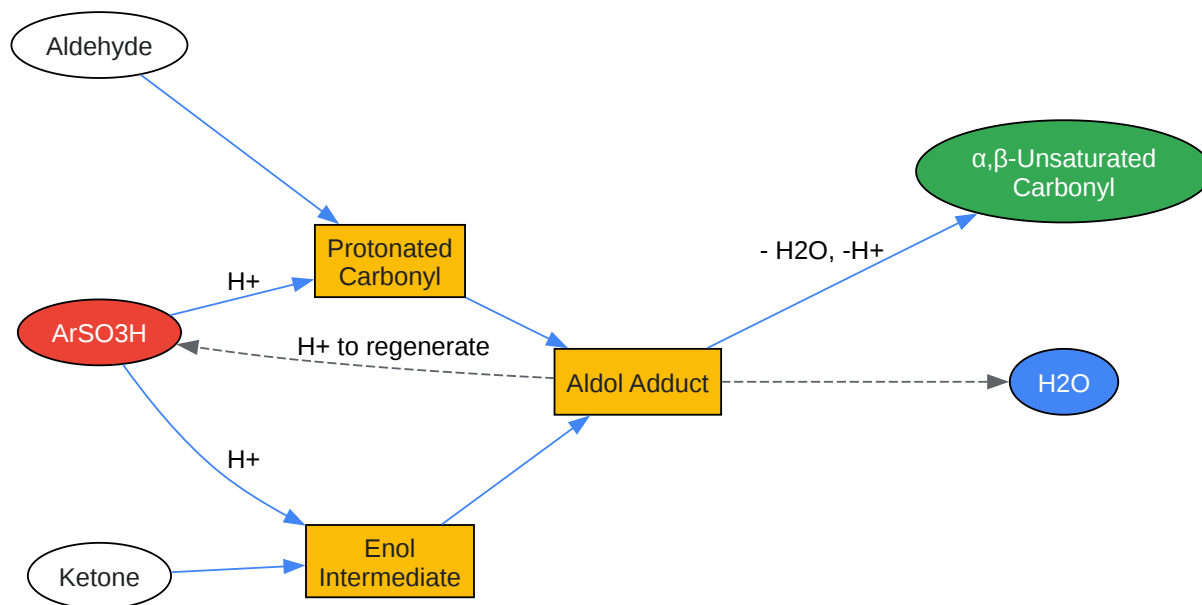 Aldehyde
α,β-Unsaturated
Carbonyl
Protonated
Carbonyl
- H2O, -H+
H+
ArSO3H
H+ to regenerate
Aldol Adduct
H2O
H+
Enol
Intermediate
Ketone